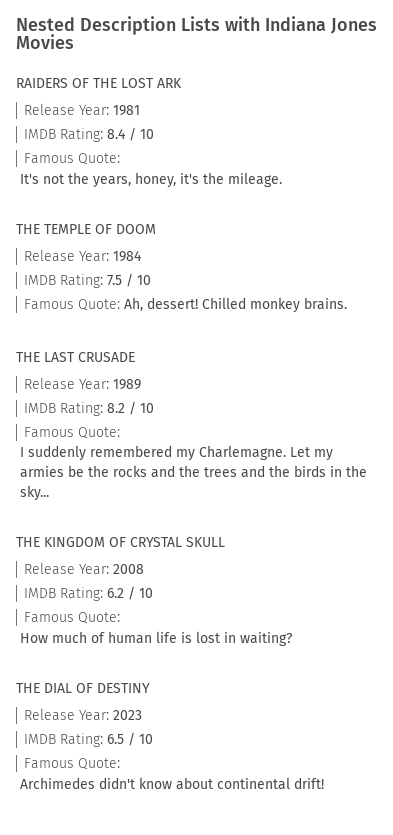 Nested Description Lists with Indiana Jones
Movies
RAIDERS OF THE LOST ARK
Release Year: 1981
IMDB Rating: 8.4 / 10
Famous Quote:
It's not the years, honey, it's the mileage.
THE TEMPLE OF DOOM
Release Year: 1984
IMDB Rating: 7.5 / 10
Famous Quote: Ah, dessert! Chilled monkey brains.
THE LAST CRUSADE
Release Year: 1989
IMDB Rating: 8.2 / 10
Famous Quote:
I suddenly remembered my Charlemagne. Let my
armies be the rocks and the trees and the birds in the
sky...
THE KINGDOM OF CRYSTAL SKULL
Release Year: 2008
IMDB Rating: 6.2 / 10
Famous Quote:
How much of human life is lost in waiting?
THE DIAL OF DESTINY
Release Year: 2023
IMDB Rating: 6.5 / 10
Famous Quote:
Archimedes didn't know about continental drift!